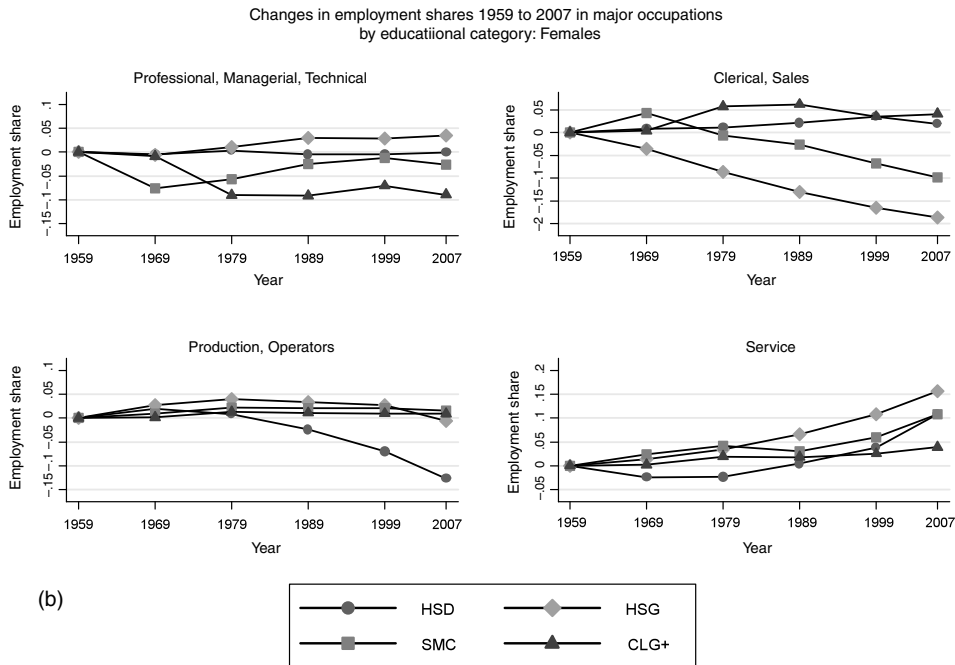 Changes in employment shares 1959 to 2007 in major occupations
by educatiional category: Females
Professional, Managerial, Technical
Employment share
.1
.05
0
-.05
-.1
-.15
1959 1969 1979 1989 1999 2007
Year
Clerical, Sales
Employment share
.05
0
-.05
-.1
-.15
-2
1959 1969 1979 1989 1999 2007
Year
Production, Operators
Employment share
.1
.05
0
-.05
-.1
-.15
1959 1969 1979 1989 1999 2007
Year
Service
Employment share
.2
.15
.1
.05
0
-.05
1959 1969 1979 1989 1999 2007
Year
(b)
HSD HSG
SMC CLG+